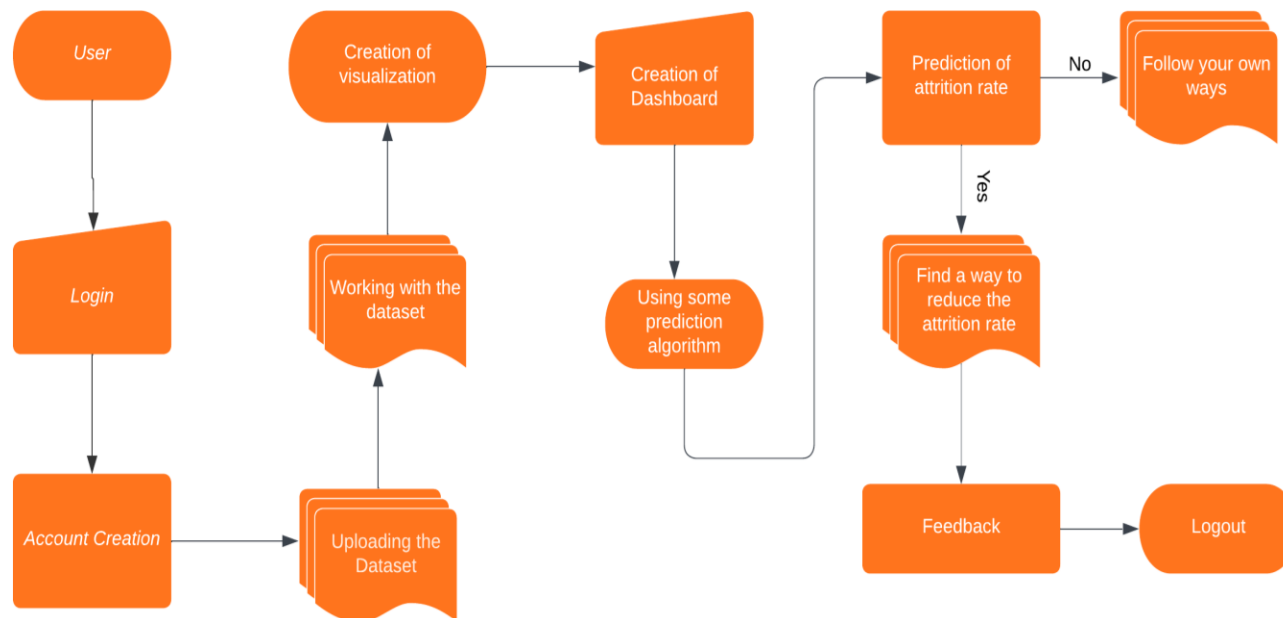 User
Login
Account Creation
Uploading the
Dataset
Working with the
dataset
Creation of
visualization
Creation of
Dashboard
Using some
prediction
algorithm
Prediction of
attrition rate
No
Follow your own
ways
Yes
Find a way to
reduce the
attrition rate
Feedback
Logout